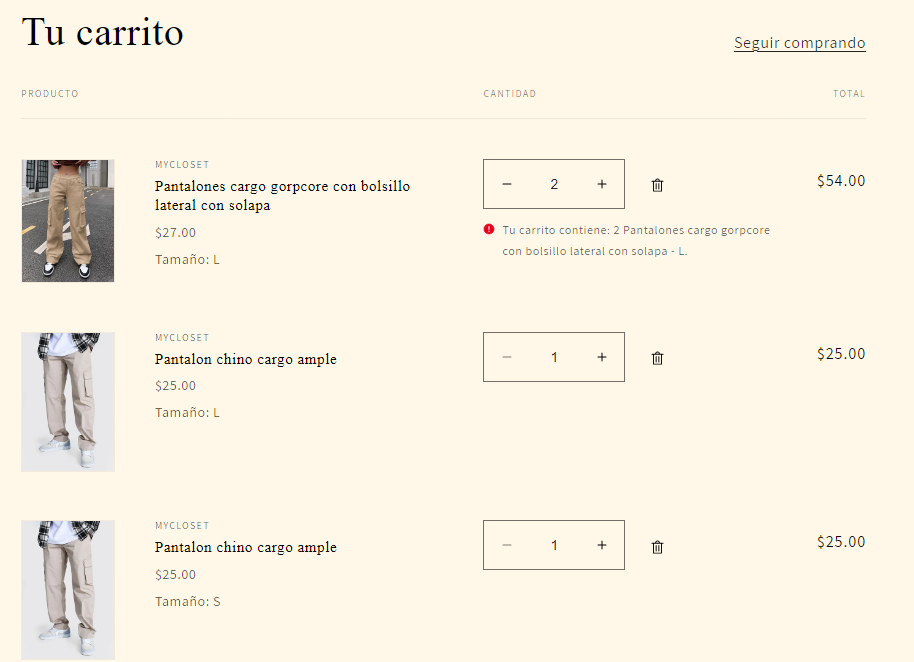 Tu carrito
Seguir comprando
PRODUCTO
CANTIDAD
TOTAL
MYCLOSET
Pantalones cargo gorpcore con bolsillo
lateral con solapa
$27.00
Tamaño: L
− 2 +
$54.00
Tu carrito contiene: 2 Pantalones cargo gorpcore
con bolsillo lateral con solapa - L.
MYCLOSET
Pantalon chino cargo ample
$25.00
Tamaño: L
− 1 +
$25.00
MYCLOSET
Pantalon chino cargo ample
$25.00
Tamaño: S
− 1 +
$25.00